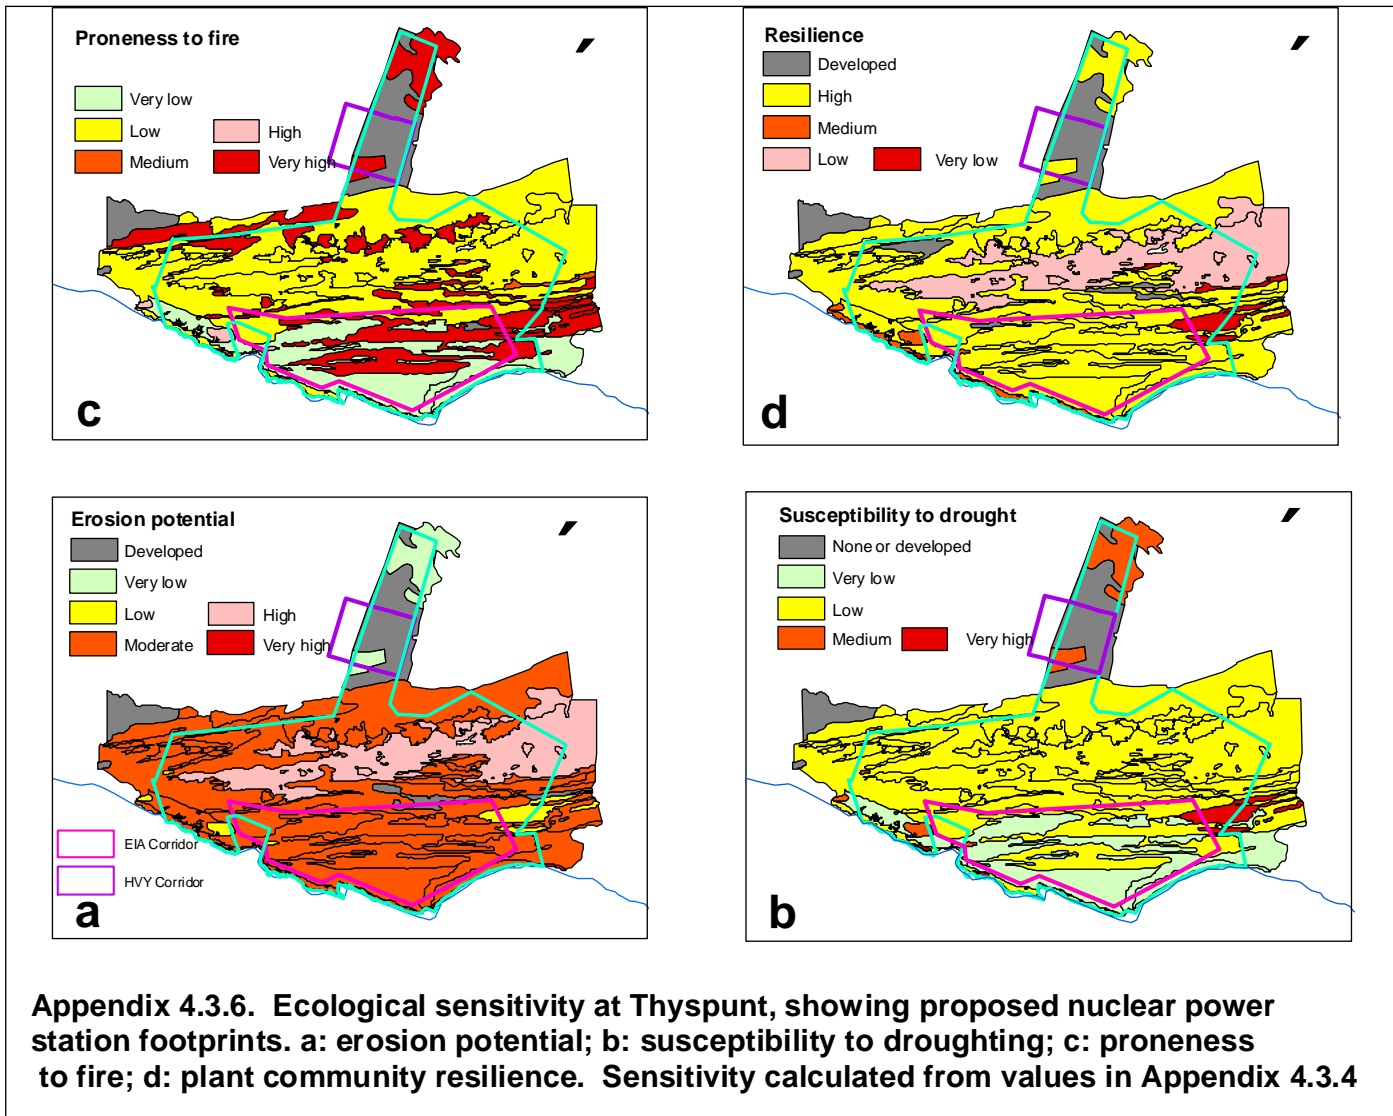 Proneness to fire
Very low
Low
High
Medium
Very high
c
Resilience
Developed
High
Medium
Low
Very low
d
Erosion potential
Developed
Very low
Low
High
Moderate
Very high
EIA Corridor
HVY Corridor
a
Susceptibility to drought
None or developed
Very low
Low
Medium
Very high
b
Appendix 4.3.6. Ecological sensitivity at Thyspunt, showing proposed nuclear power
station footprints. a: erosion potential; b: susceptibility to droughting; c: proneness
to fire; d: plant community resilience. Sensitivity calculated from values in Appendix 4.3.4